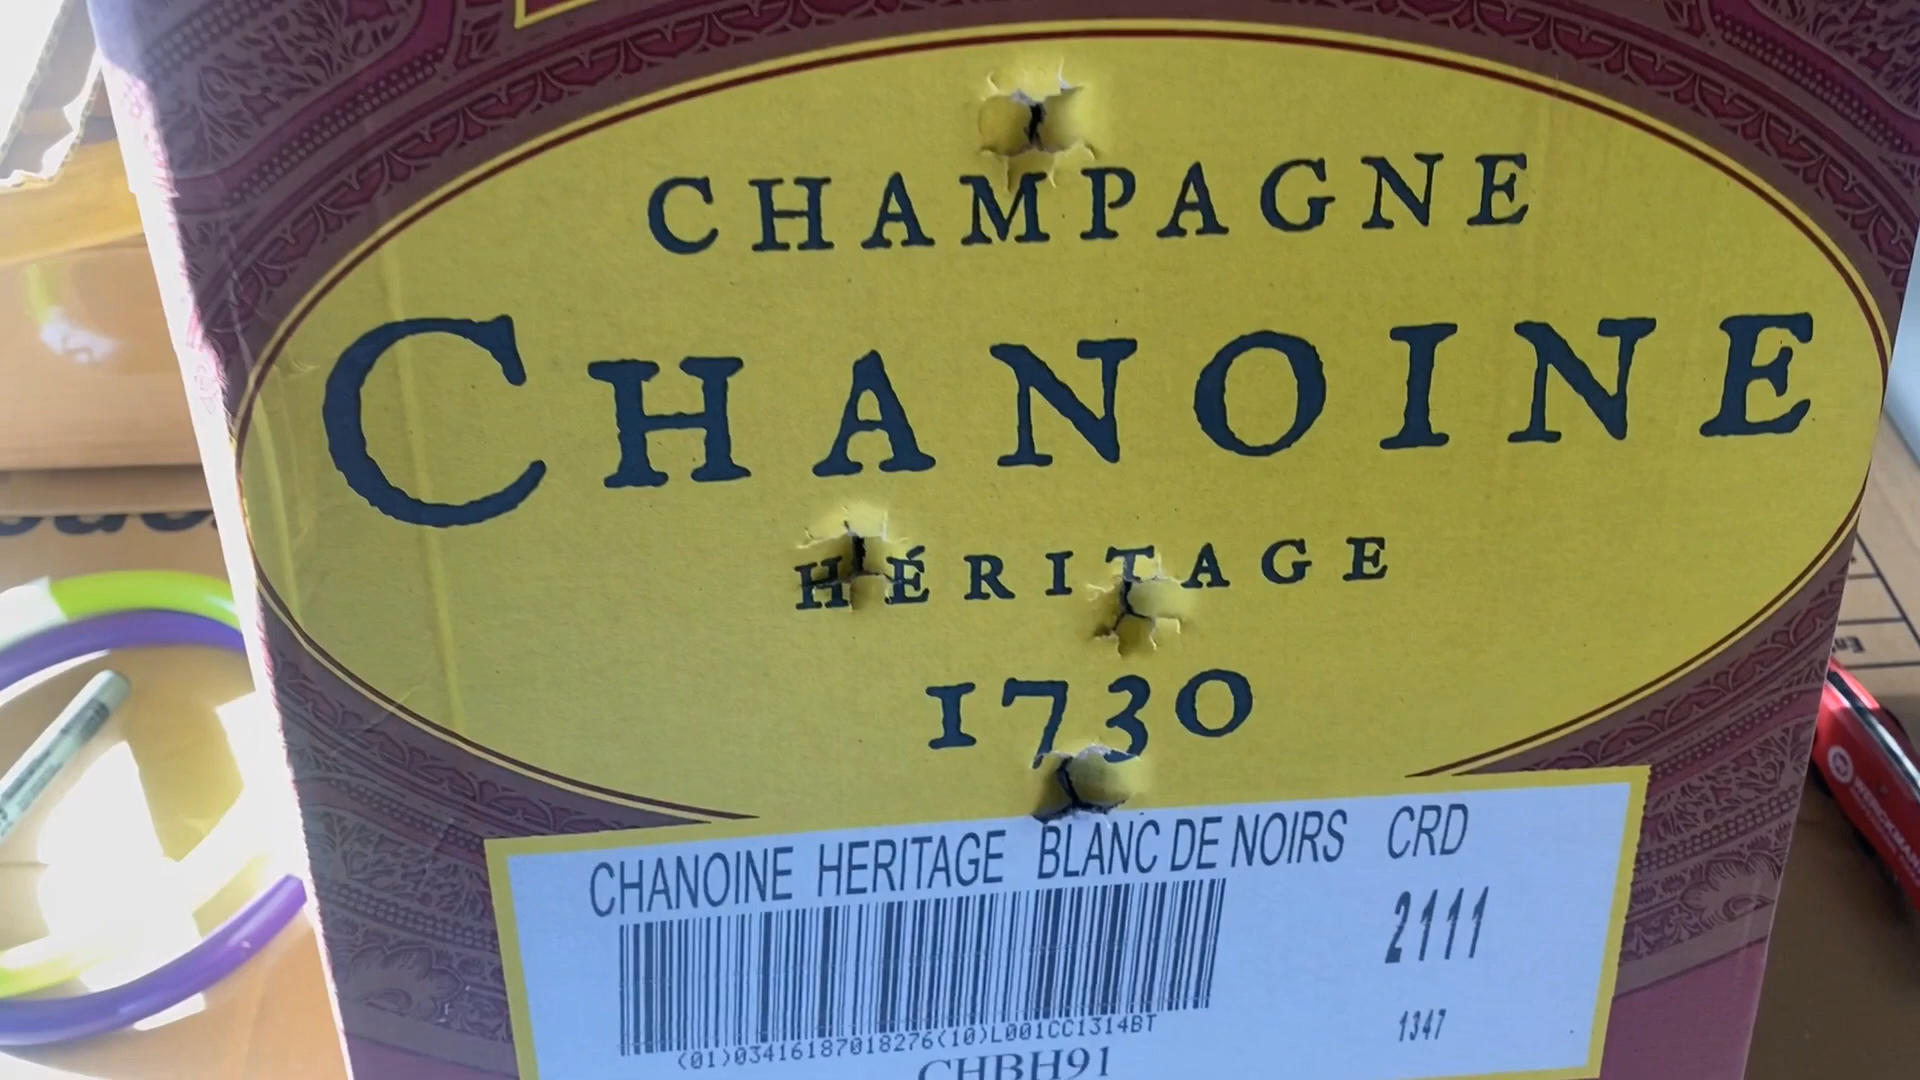 CHAMPAGNE
CHANOINE
HÉRITAGE
1730
CHANOINE HERITAGE BLANC DE NOIRS CRD
2111
(01)03416187018276(10)L001CC1314BT
1347
CHBH91